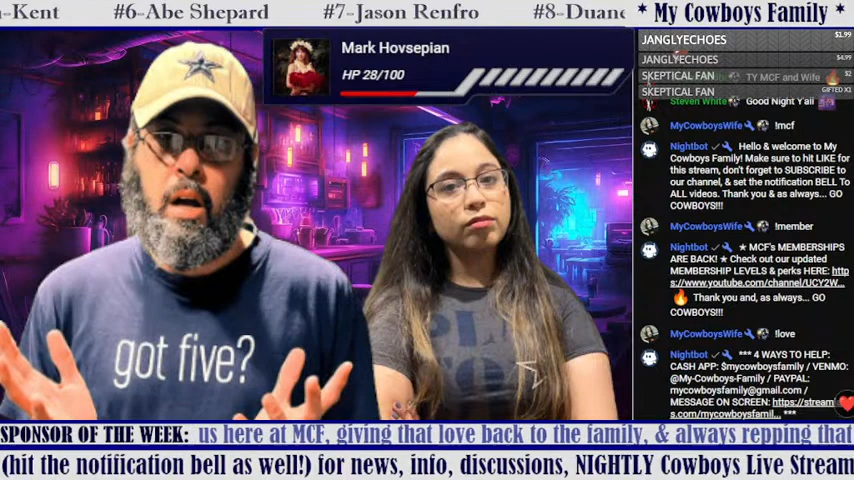 -Kent #6-Abe Shepard #7-Jason Renfro #8-Duane
* My Cowboys Family *
Mark Hovsepian
HP 28/100
got five?
JANGLYECHOES $1.99
JANGLYECHOES $4.99
SKEPTICAL FAN $2
TY MCF and Wife
SKEPTICAL FAN GIFTED X1
Steven White Good Night Y'all
MyCowboysWife !mcf
Nightbot Hello & welcome to My
Cowboys Family! Make sure to hit LIKE for
this stream, don't forget to SUBSCRIBE to
our channel, & set the notification BELL To
ALL videos. Thank you & as always... GO
COWBOYS!!!
MyCowboysWife !member
Nightbot ★ MCF's MEMBERSHIPS
ARE BACK! ★ Check out our updated
MEMBERSHIP LEVELS & perks HERE: http
s://www.youtube.com/channel/UCY2W...
Thank you and, as always... GO
COWBOYS!!!
MyCowboysWife !love
Nightbot *** 4 WAYS TO HELP:
CASH APP: $mycowboysfamily / VENMO:
@My-Cowboys-Family / PAYPAL:
mycowboysfamily@gmail.com /
MESSAGE ON SCREEN: https://stream
s.com/mycowboysfamil... ***
SPONSOR OF THE WEEK: us here at MCF, giving that love back to the family, & always repping that
(hit the notification bell as well!) for news, info, discussions, NIGHTLY Cowboys Live Stream